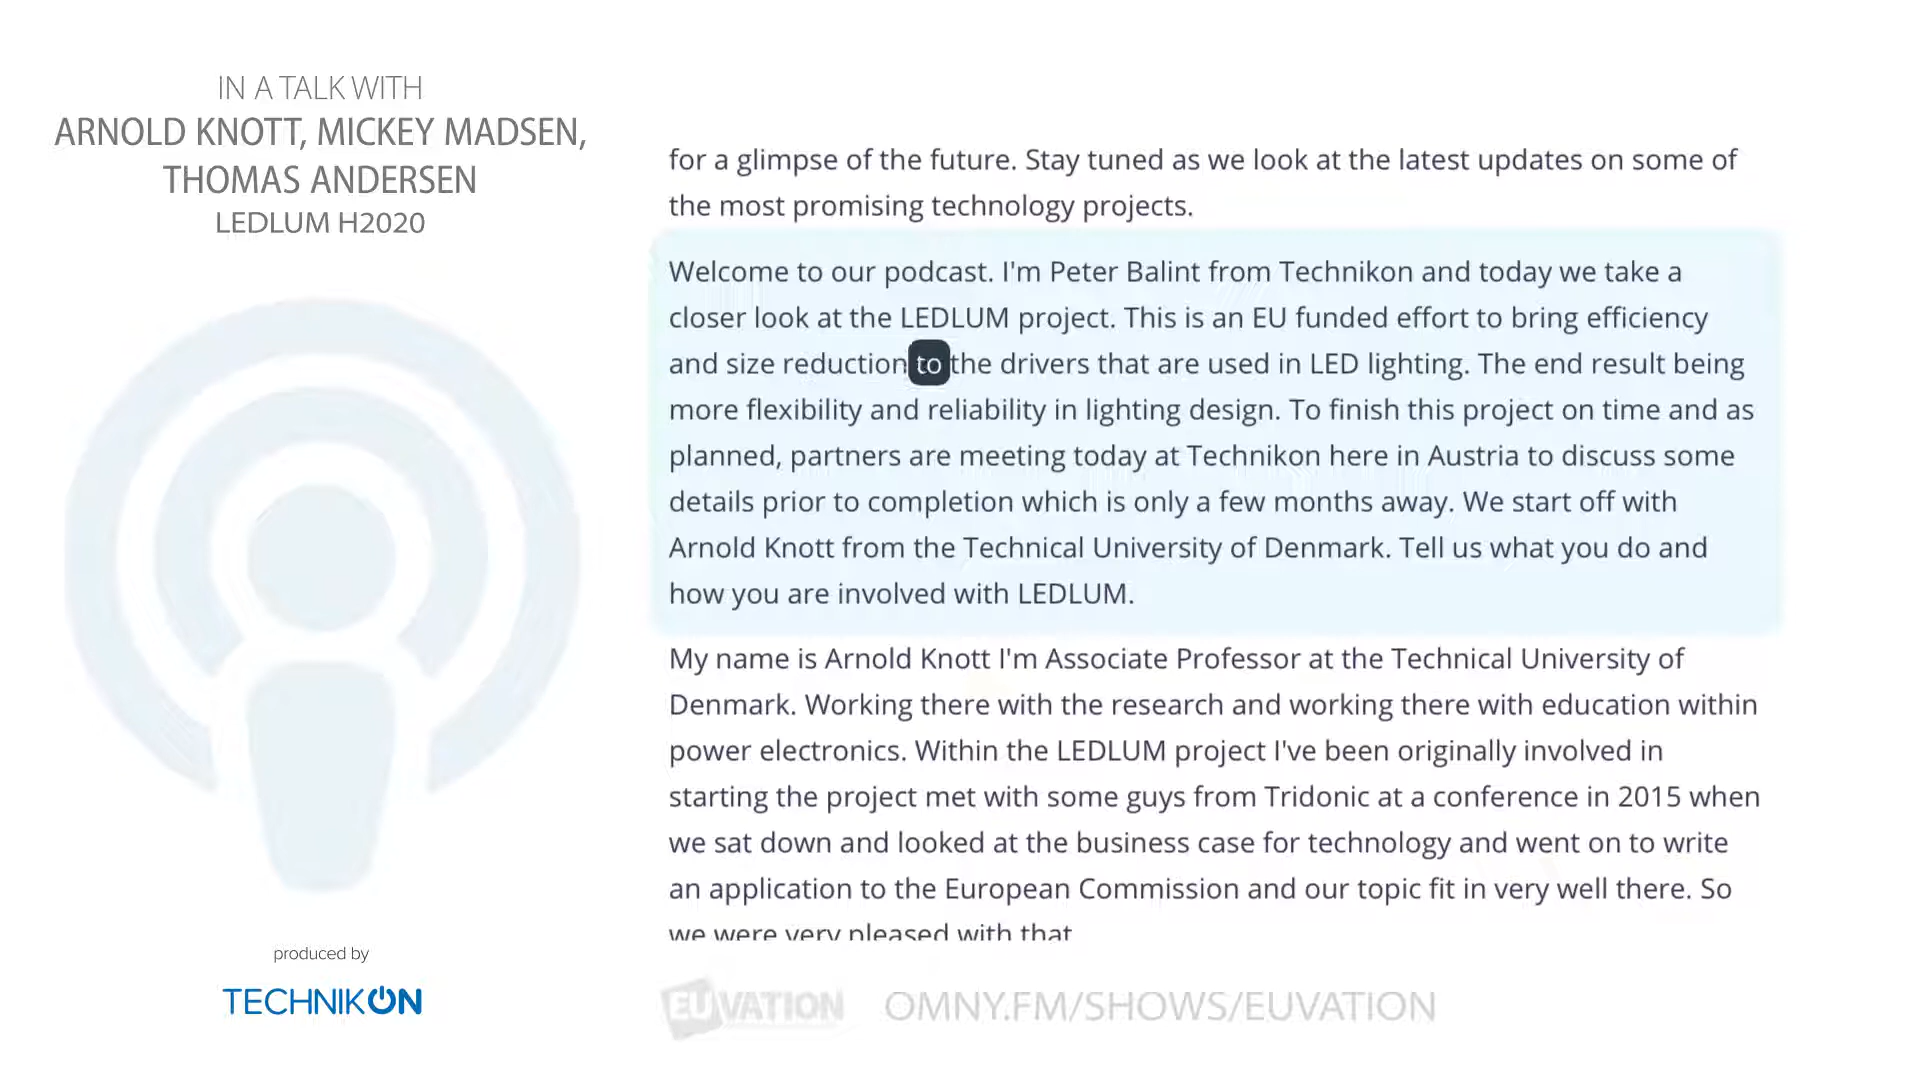 IN A TALK WITH
ARNOLD KNOTT, MICKEY MADSEN,
THOMAS ANDERSEN
LEDLUM H2020
for a glimpse of the future. Stay tuned as we look at the latest updates on some of
the most promising technology projects.
Welcome to our podcast. I'm Peter Balint from Technikon and today we take a
closer look at the LEDLUM project. This is an EU funded effort to bring efficiency
and size reduction to the drivers that are used in LED lighting. The end result being
more flexibility and reliability in lighting design. To finish this project on time and as
planned, partners are meeting today at Technikon here in Austria to discuss some
details prior to completion which is only a few months away. We start off with
Arnold Knott from the Technical University of Denmark. Tell us what you do and
how you are involved with LEDLUM.
My name is Arnold Knott I'm Associate Professor at the Technical University of
Denmark. Working there with the research and working there with education within
power electronics. Within the LEDLUM project I've been originally involved in
starting the project met with some guys from Tridonic at a conference in 2015 when
we sat down and looked at the business case for technology and went on to write
an application to the European Commission and our topic fit in very well there. So
we were very pleased with that
produced by
TECHNIKON
EUVATION OMNY.FM/SHOWS/EUVATION